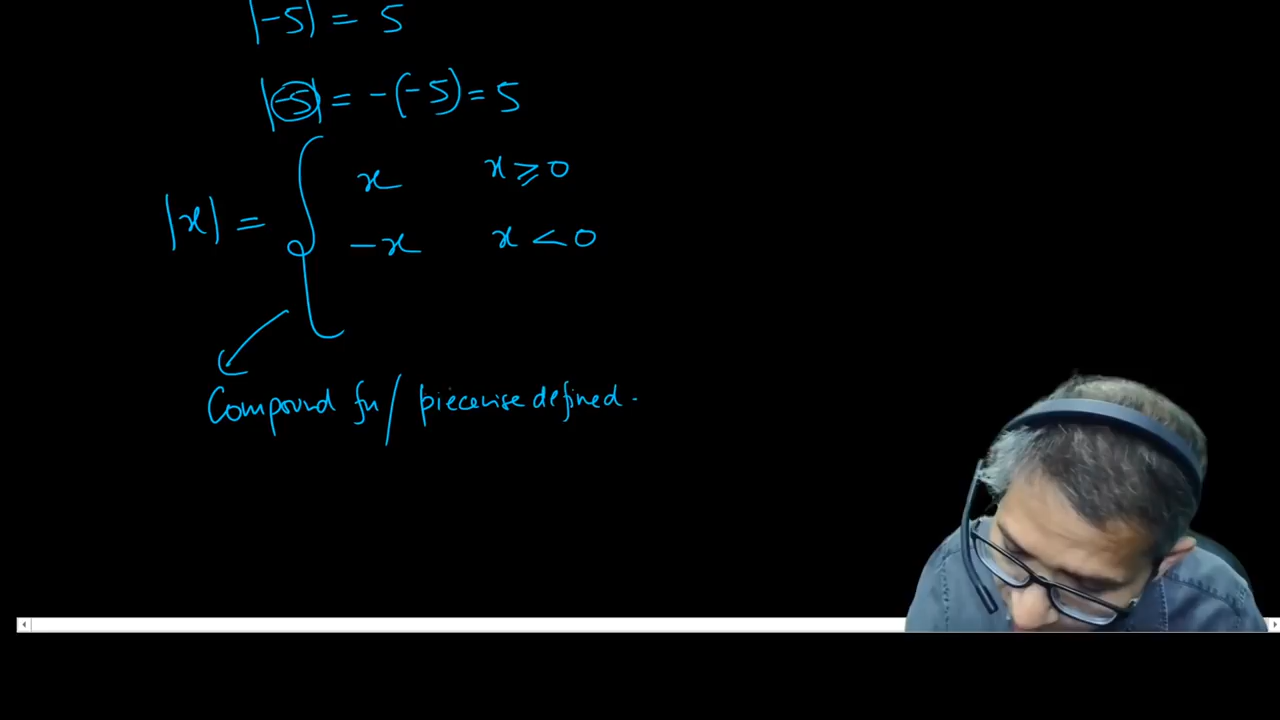 |-5| = 5
|-5| = -(-5) = 5
x x ⩾ 0
|x| =
-x x < 0
Compound fn / piecewise defined.